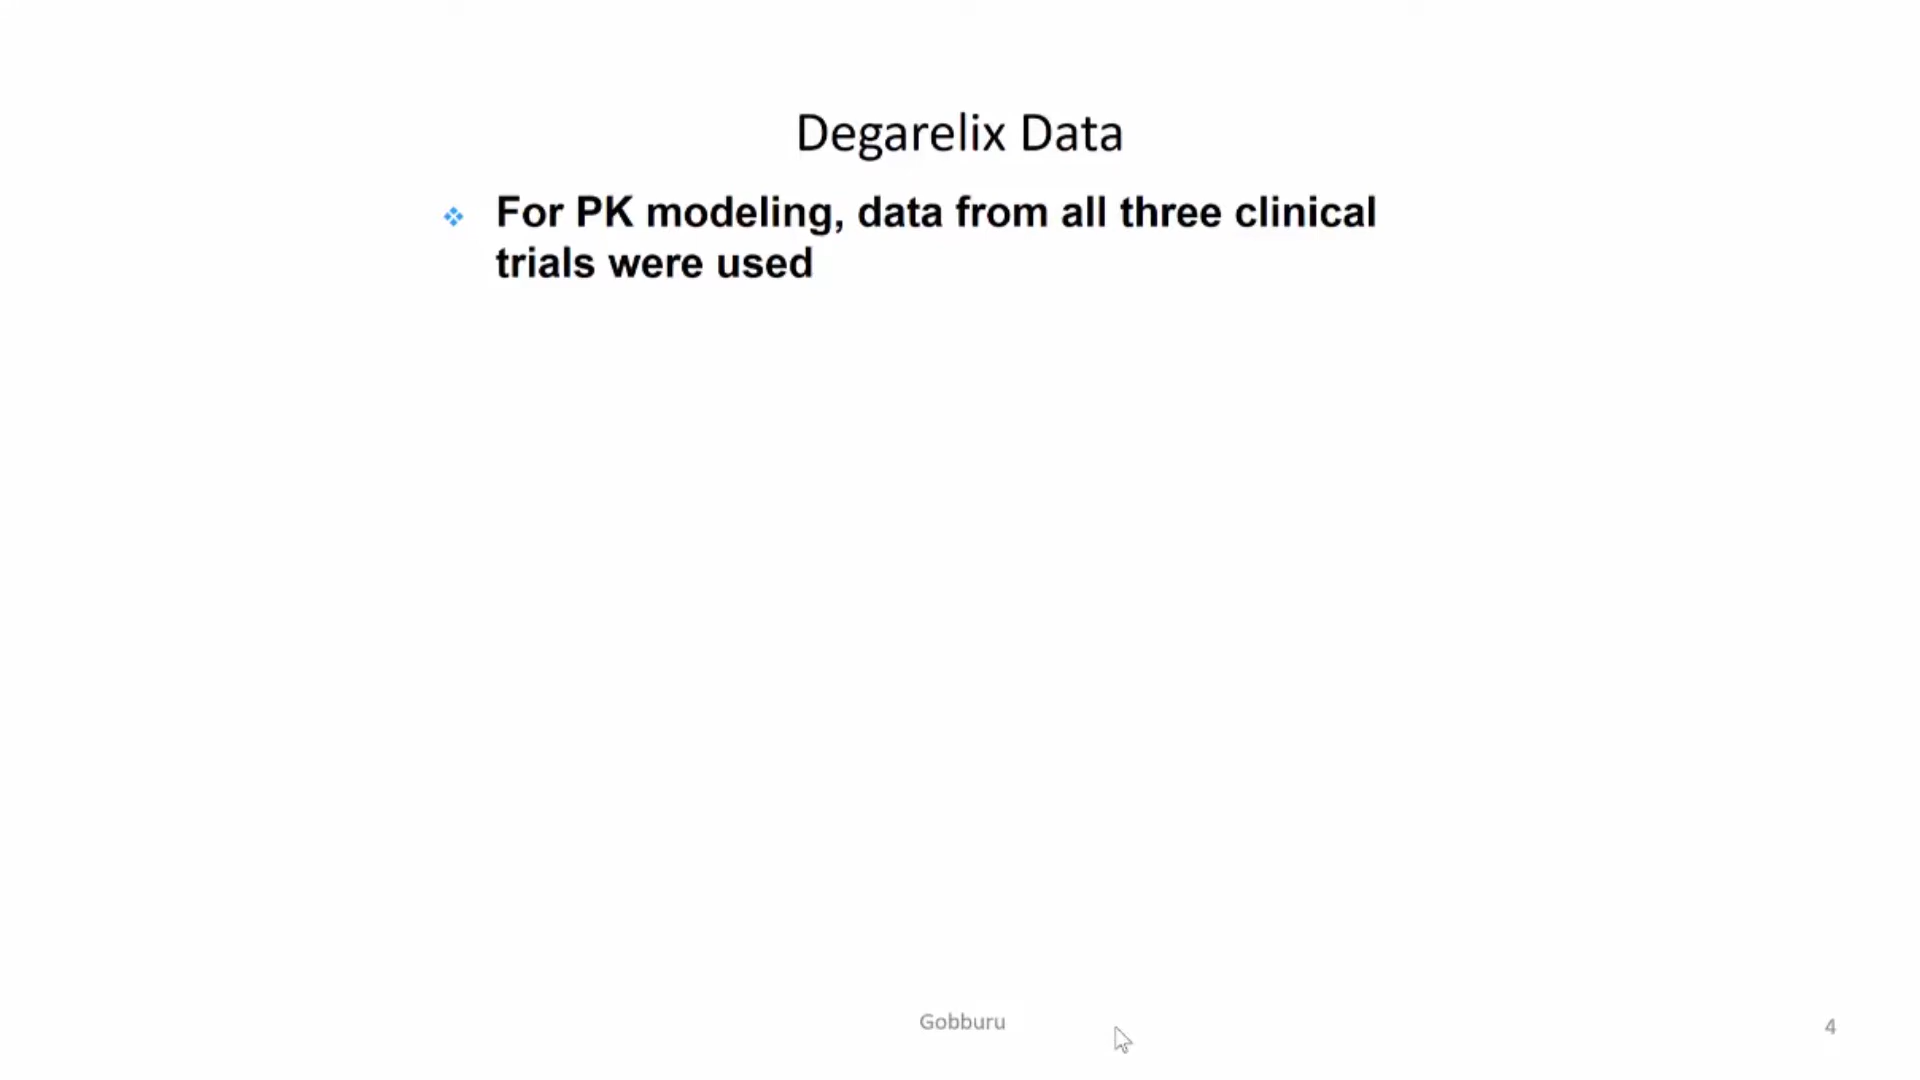 Degarelix Data
For PK modeling, data from all three clinical
trials were used
Gobburu
4